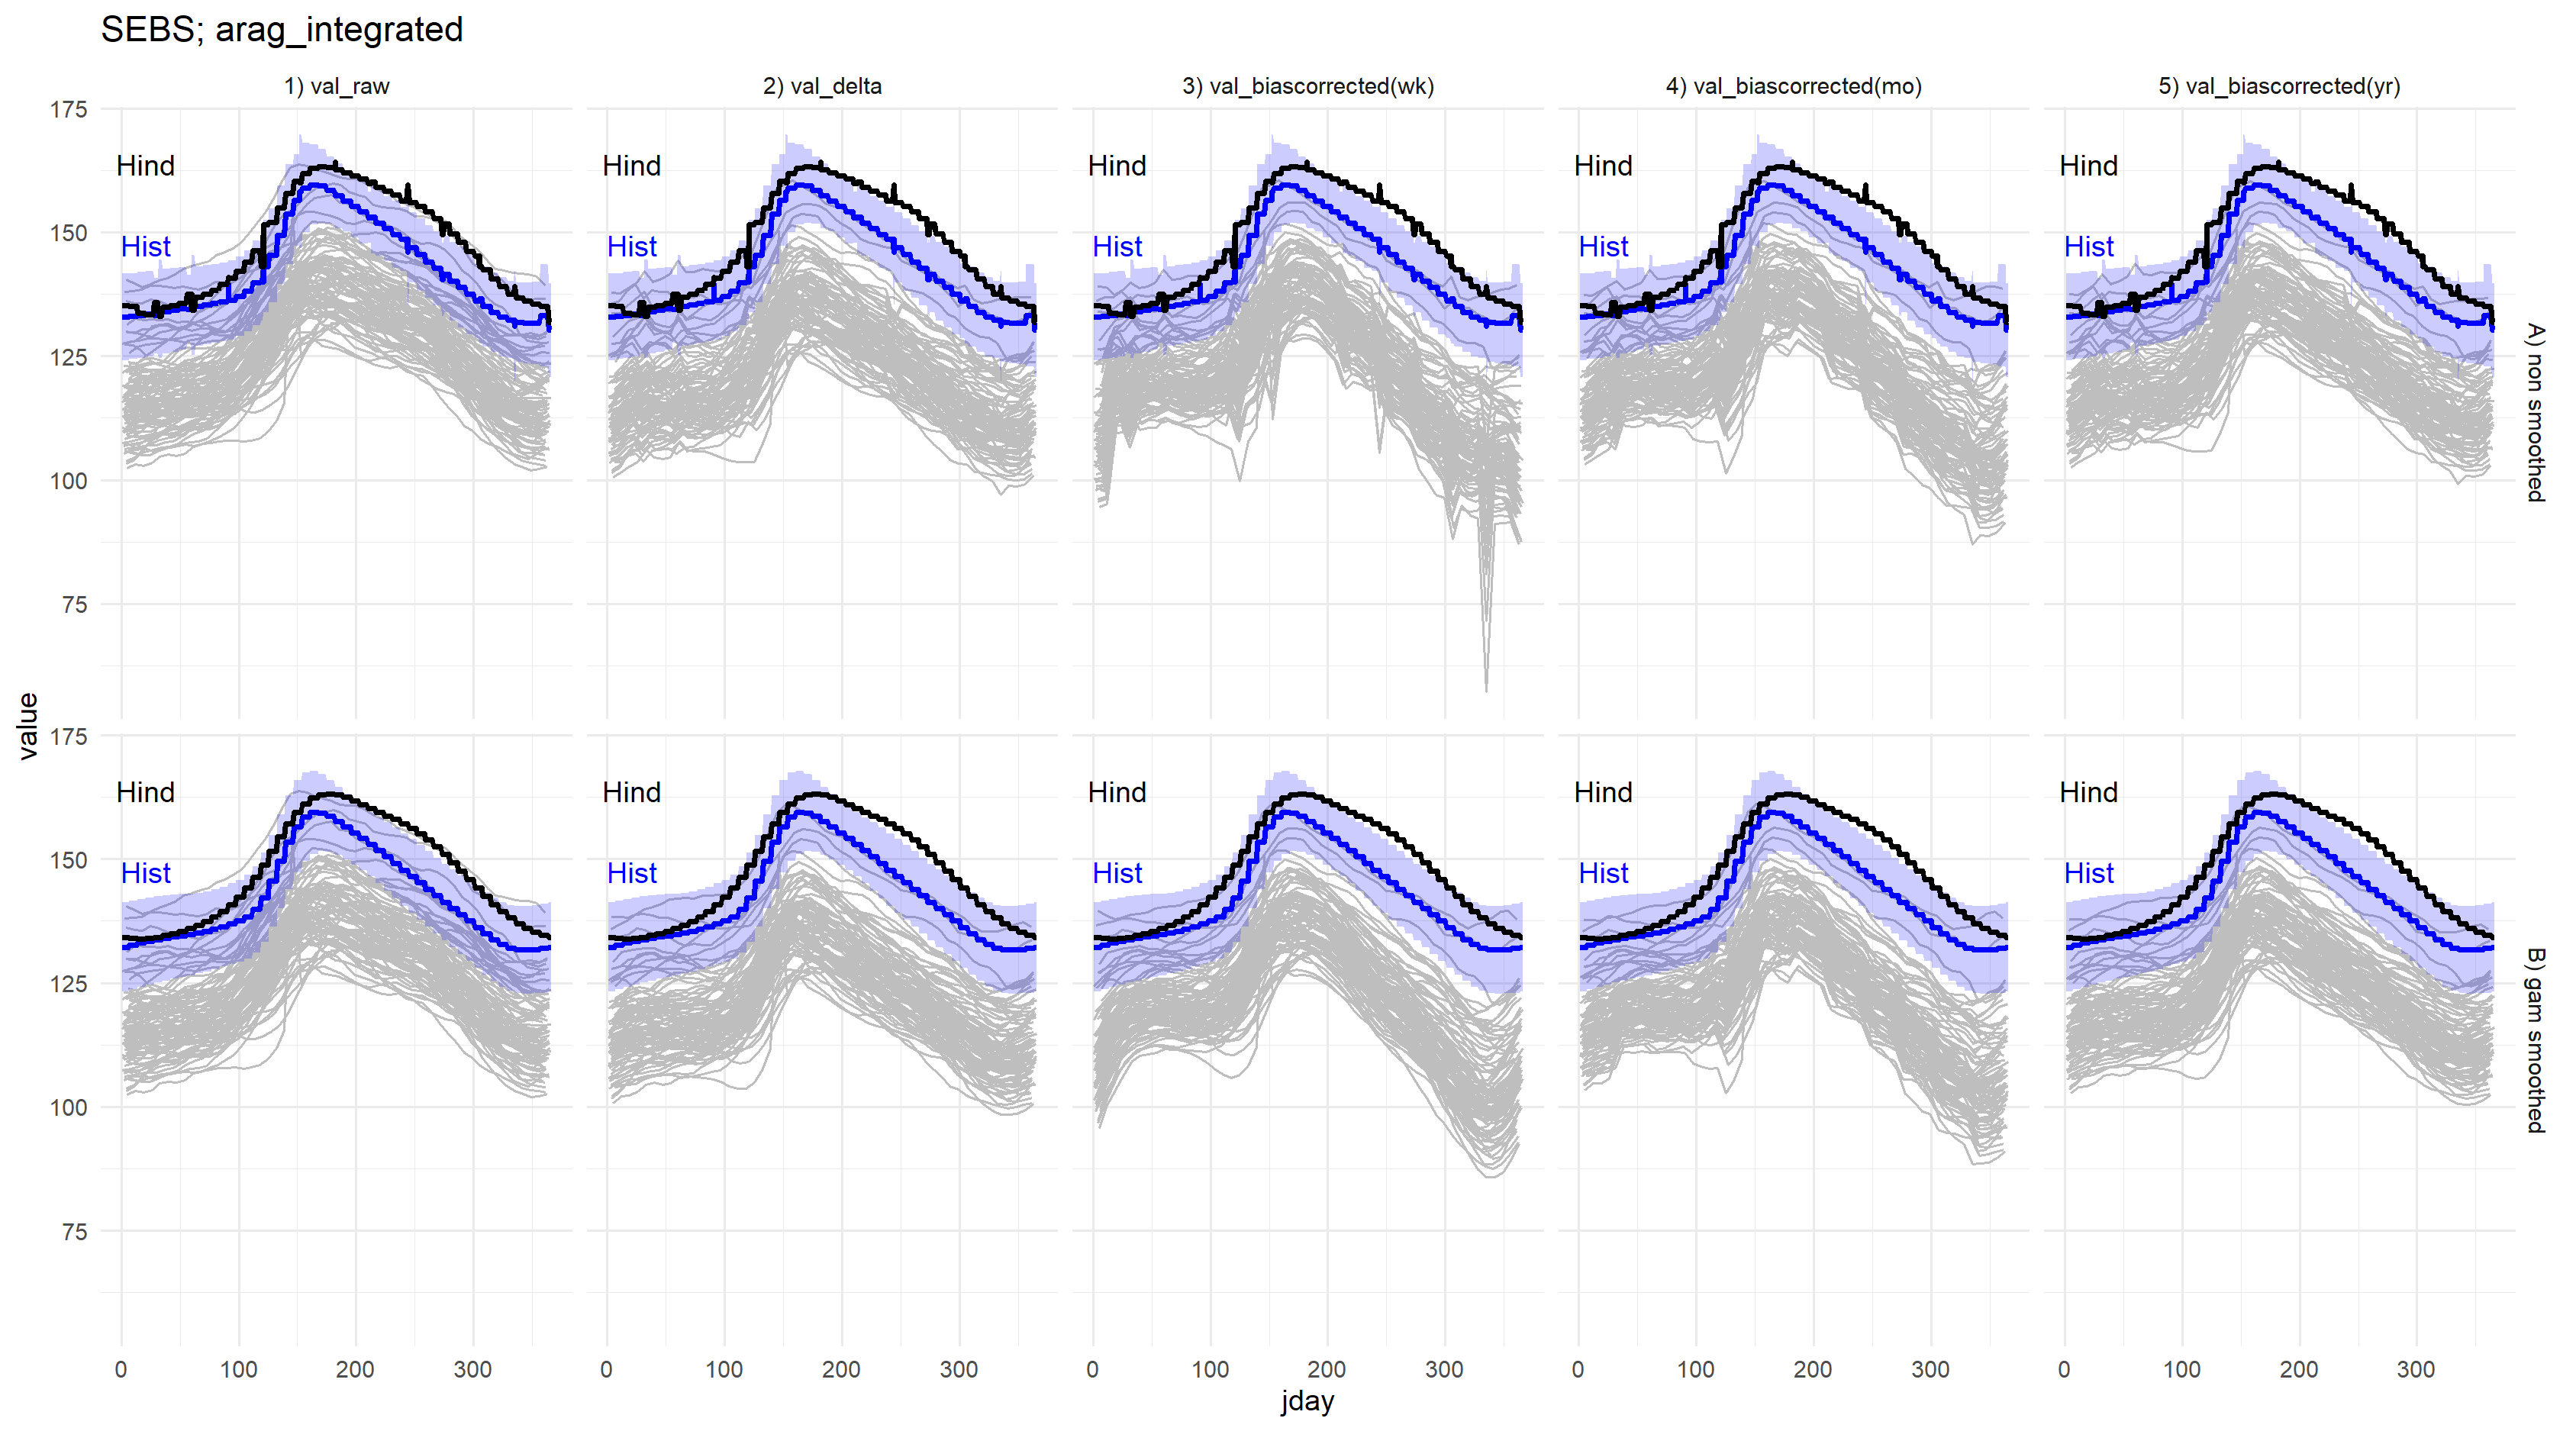 SEBS; arag_integrated
1) val_raw
2) val_delta
3) val_biascorrected(wk)
4) val_biascorrected(mo)
5) val_biascorrected(yr)
175
150
125
100
75
Hind
Hist
Hind
Hist
Hind
Hist
Hind
Hist
Hind
Hist
A) non smoothed
value
175
150
125
100
75
Hind
Hist
Hind
Hist
Hind
Hist
Hind
Hist
Hind
Hist
B) gam smoothed
0 100 200 300
0 100 200 300
0 100 200 300
0 100 200 300
0 100 200 300
jday